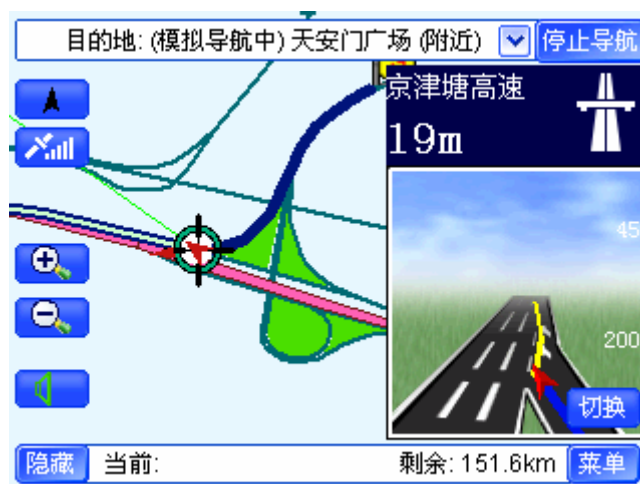 目的地: (模拟导航中) 天安门广场 (附近) 停止导航
京津塘高速
19m
45
200
切换
隐藏 当前: 剩余: 151.6km 菜单